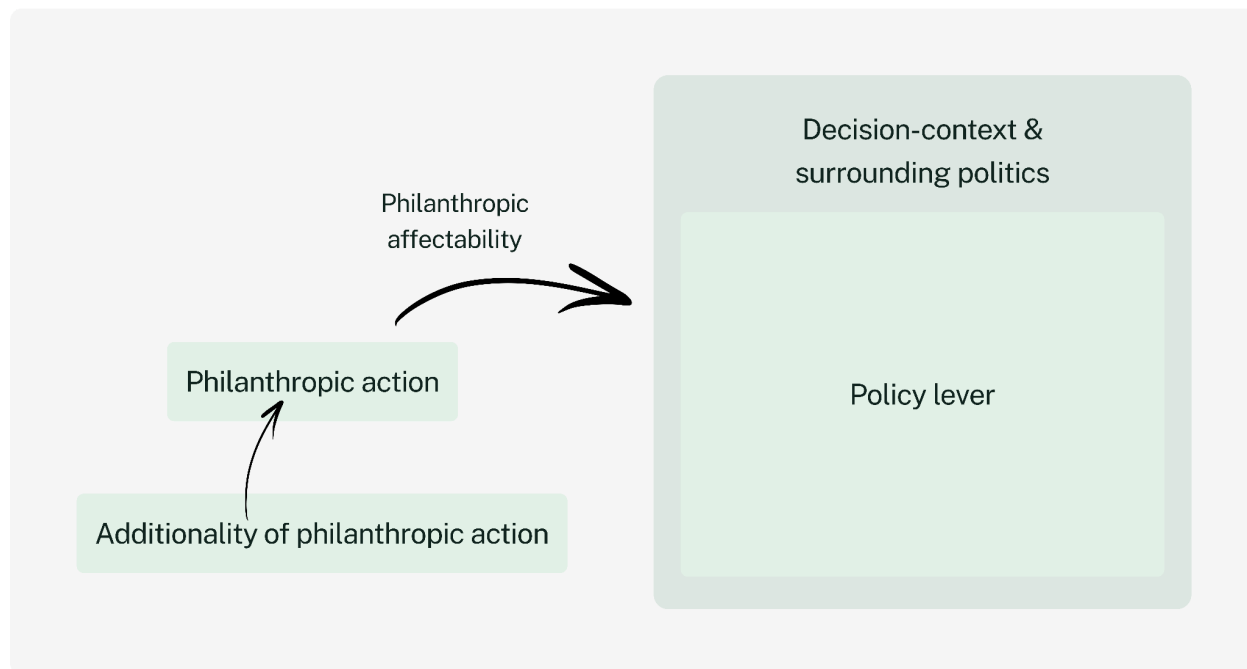 Decision-context &
surrounding politics
Philanthropic
affectability
Philanthropic action
Policy lever
Additionality of philanthropic action